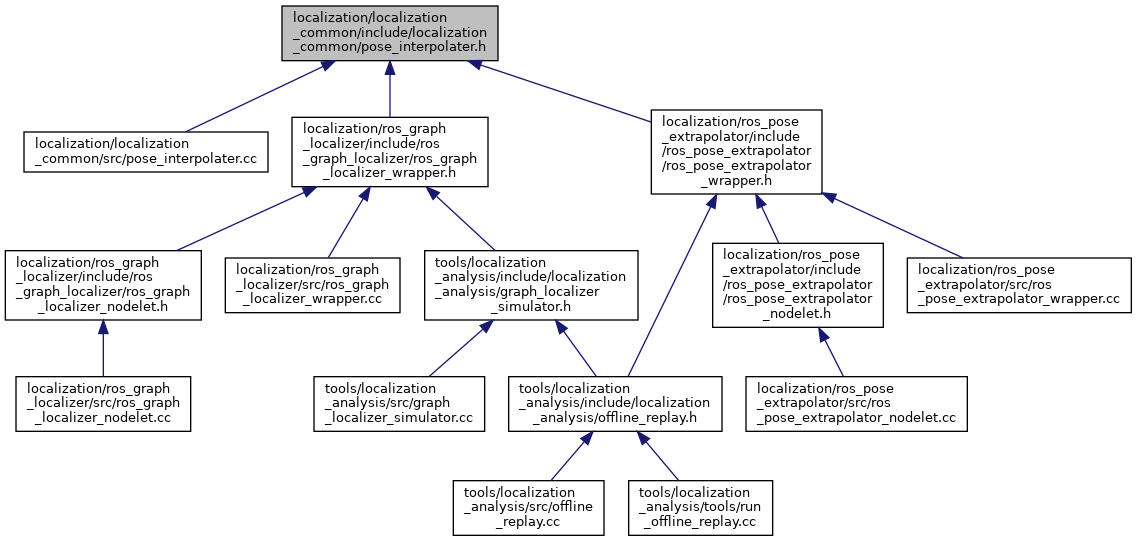 localization/localization
_common/include/localization
_common/pose_interpolater.h
localization/localization
_common/src/pose_interpolater.cc
localization/ros_graph
_localizer/include/ros
_graph_localizer/ros_graph
_localizer_wrapper.h
localization/ros_pose
_extrapolator/include
/ros_pose_extrapolator
/ros_pose_extrapolator
_wrapper.h
localization/ros_graph
_localizer/include/ros
_graph_localizer/ros_graph
_localizer_nodelet.h
localization/ros_graph
_localizer/src/ros_graph
_localizer_wrapper.cc
tools/localization
_analysis/include/localization
_analysis/graph_localizer
_simulator.h
localization/ros_pose
_extrapolator/include
/ros_pose_extrapolator
/ros_pose_extrapolator
_nodelet.h
localization/ros_pose
_extrapolator/src/ros
_pose_extrapolator_wrapper.cc
localization/ros_graph
_localizer/src/ros_graph
_localizer_nodelet.cc
tools/localization
_analysis/src/graph
_localizer_simulator.cc
tools/localization
_analysis/include/localization
_analysis/offline_replay.h
localization/ros_pose
_extrapolator/src/ros
_pose_extrapolator_nodelet.cc
tools/localization
_analysis/src/offline
_replay.cc
tools/localization
_analysis/tools/run
_offline_replay.cc